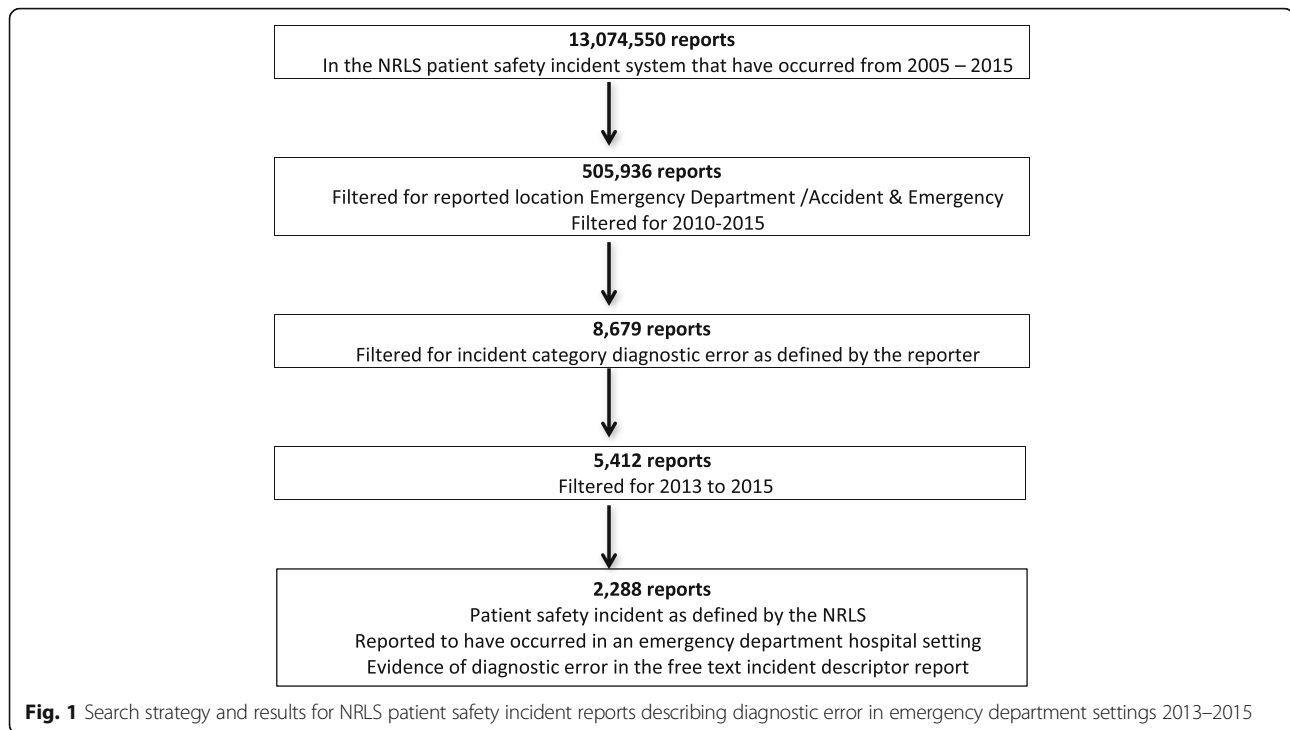 13,074,550 reports
In the NRLS patient safety incident system that have occurred from 2005 – 2015
505,936 reports
Filtered for reported location Emergency Department /Accident & Emergency
Filtered for 2010-2015
8,679 reports
Filtered for incident category diagnostic error as defined by the reporter
5,412 reports
Filtered for 2013 to 2015
2,288 reports
Patient safety incident as defined by the NRLS
Reported to have occurred in an emergency department hospital setting
Evidence of diagnostic error in the free text incident descriptor report
Fig. 1 Search strategy and results for NRLS patient safety incident reports describing diagnostic error in emergency department settings 2013–2015